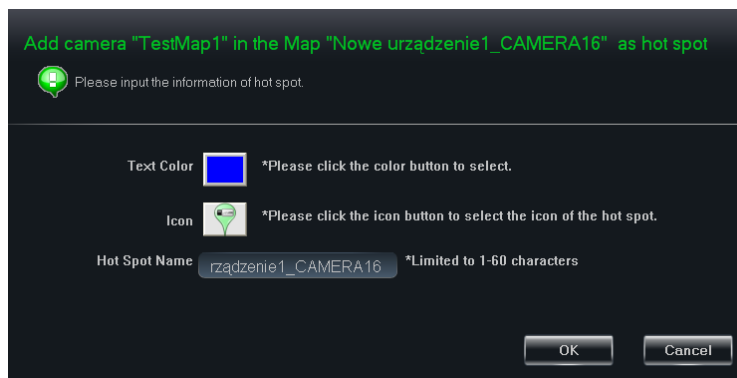 Add camera "TestMap1" in the Map "Nowe urządzenie1_CAMERA16" as hot spot
Please input the information of hot spot.
Text Color *Please click the color button to select.
Icon *Please click the icon button to select the icon of the hot spot.
Hot Spot Name rządzenie1_CAMERA16 *Limited to 1-60 characters
OK Cancel